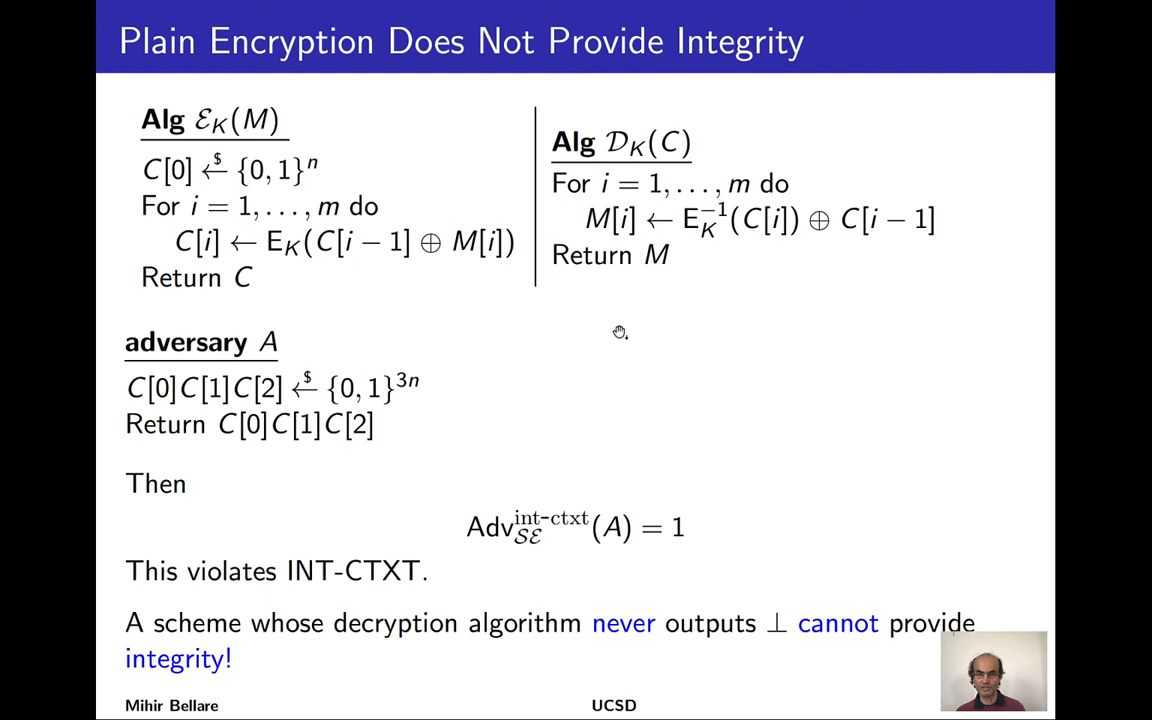 Plain Encryption Does Not Provide Integrity
Alg ℰ_K(M)
C[0] ←$ {0, 1}^n
For i = 1, . . . , m do
C[i] ← E_K(C[i − 1] ⊕ M[i])
Return C
Alg 𝒟_K(C)
For i = 1, . . . , m do
M[i] ← E_K^{−1}(C[i]) ⊕ C[i − 1]
Return M
adversary A
C[0]C[1]C[2] ←$ {0, 1}^{3n}
Return C[0]C[1]C[2]
Then
Adv_{𝒮ℰ}^{int-ctxt}(A) = 1
This violates INT-CTXT.
A scheme whose decryption algorithm never outputs ⊥ cannot provide
integrity!
Mihir Bellare
UCSD